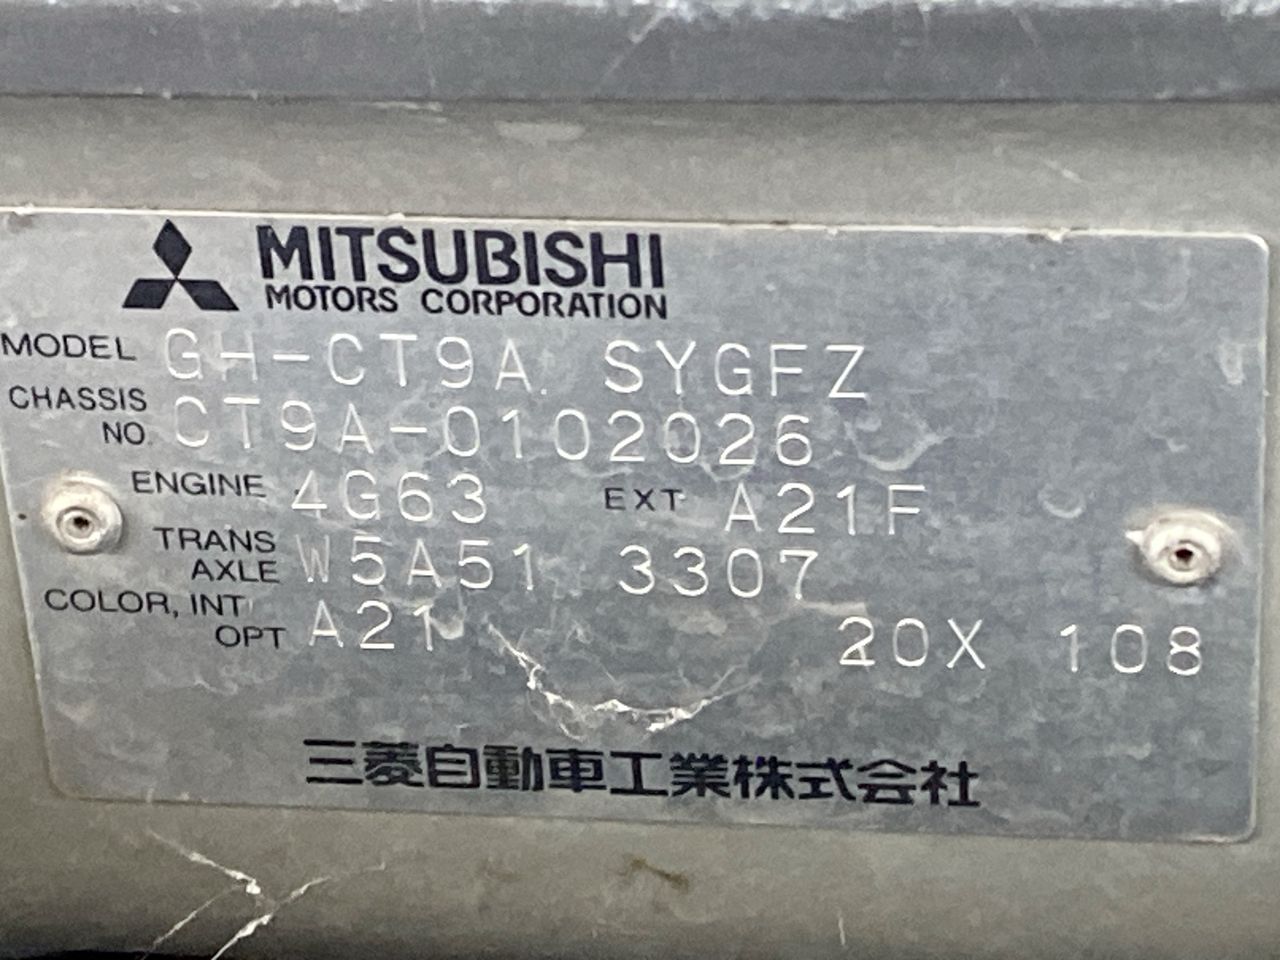 MITSUBISHI
MOTORS CORPORATION
MODEL GH-CT9A SYGFZ
CHASSIS NO. CT9A-0102026
ENGINE 4G63 EXT A21F
TRANS AXLE W5A51 3307
COLOR, INT OPT A21 20X 108
三菱自動車工業株式会社